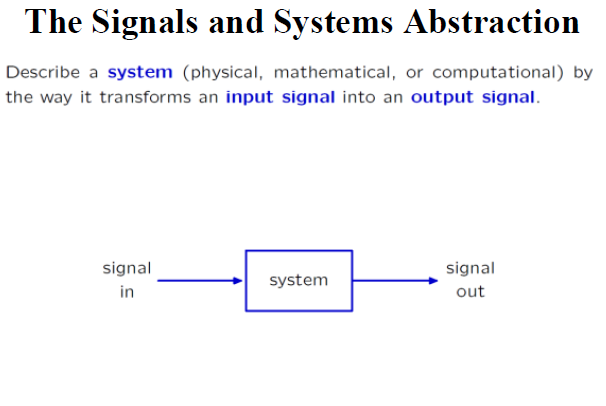 The Signals and Systems Abstraction
Describe a system (physical, mathematical, or computational) by
the way it transforms an input signal into an output signal.
signal
in
system
signal
out